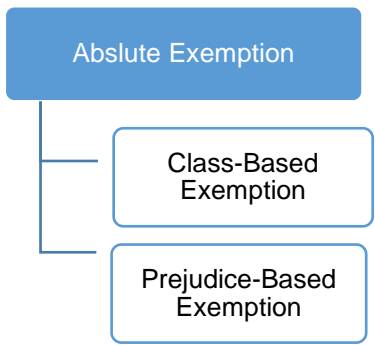 Abslute Exemption
Class-Based
Exemption
Prejudice-Based
Exemption